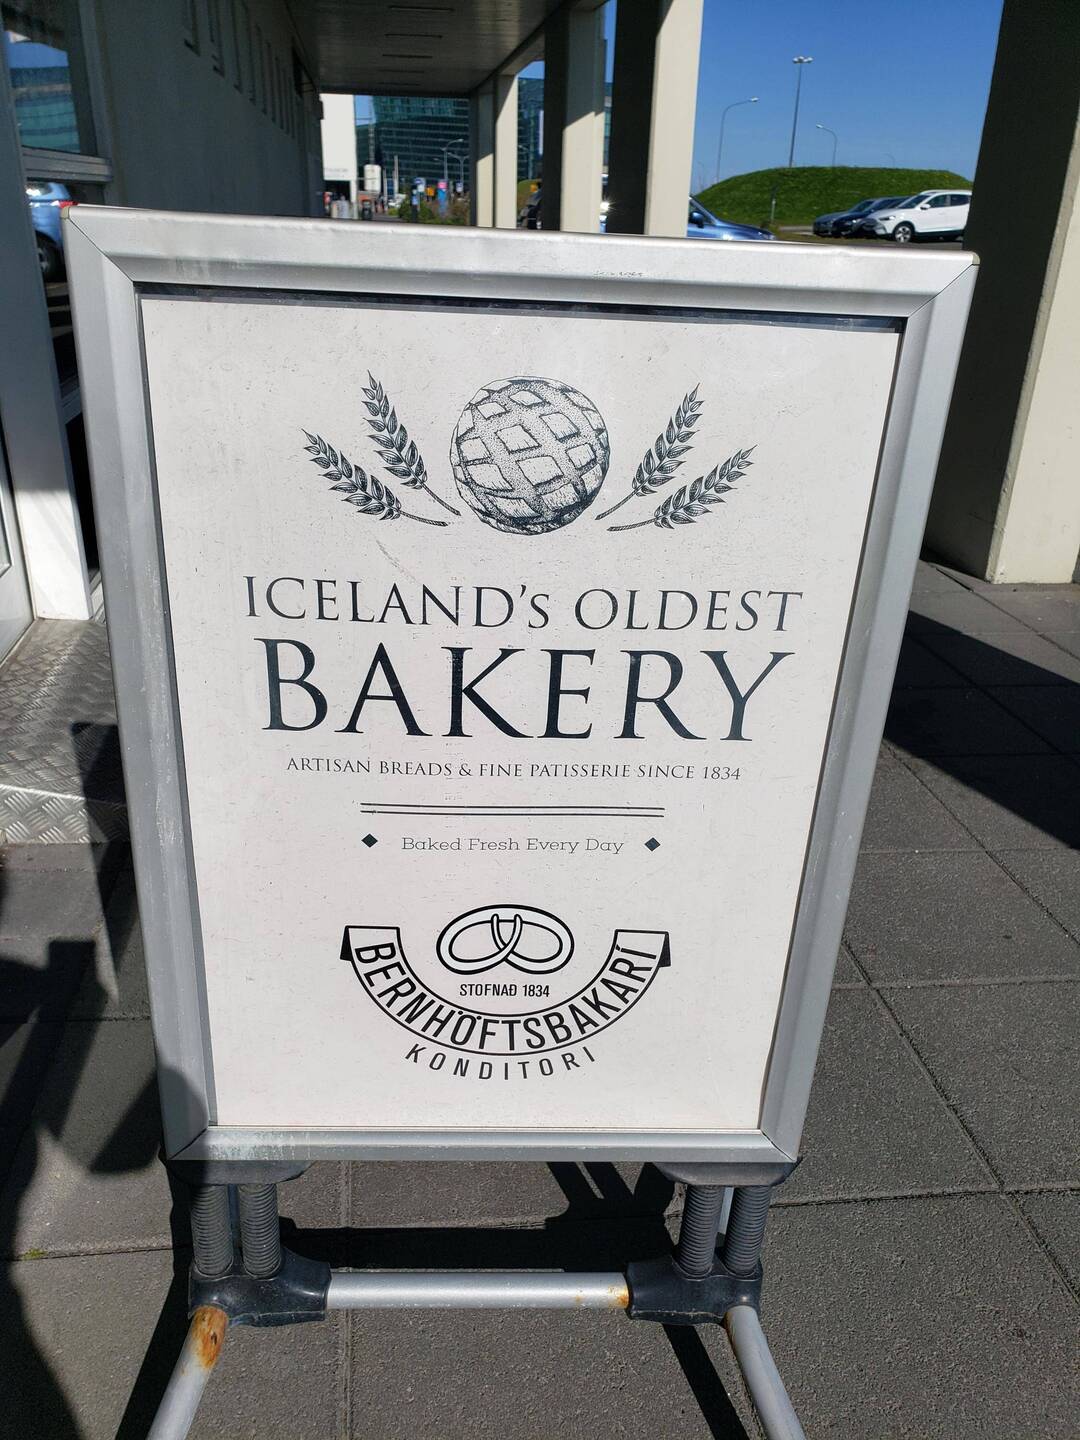 ICELAND'S OLDEST
BAKERY
ARTISAN BREADS & FINE PATISSERIE SINCE 1834
Baked Fresh Every Day
STOFNAÐ 1834
BERNHÖFTSBAKARÍ
KONDITORI